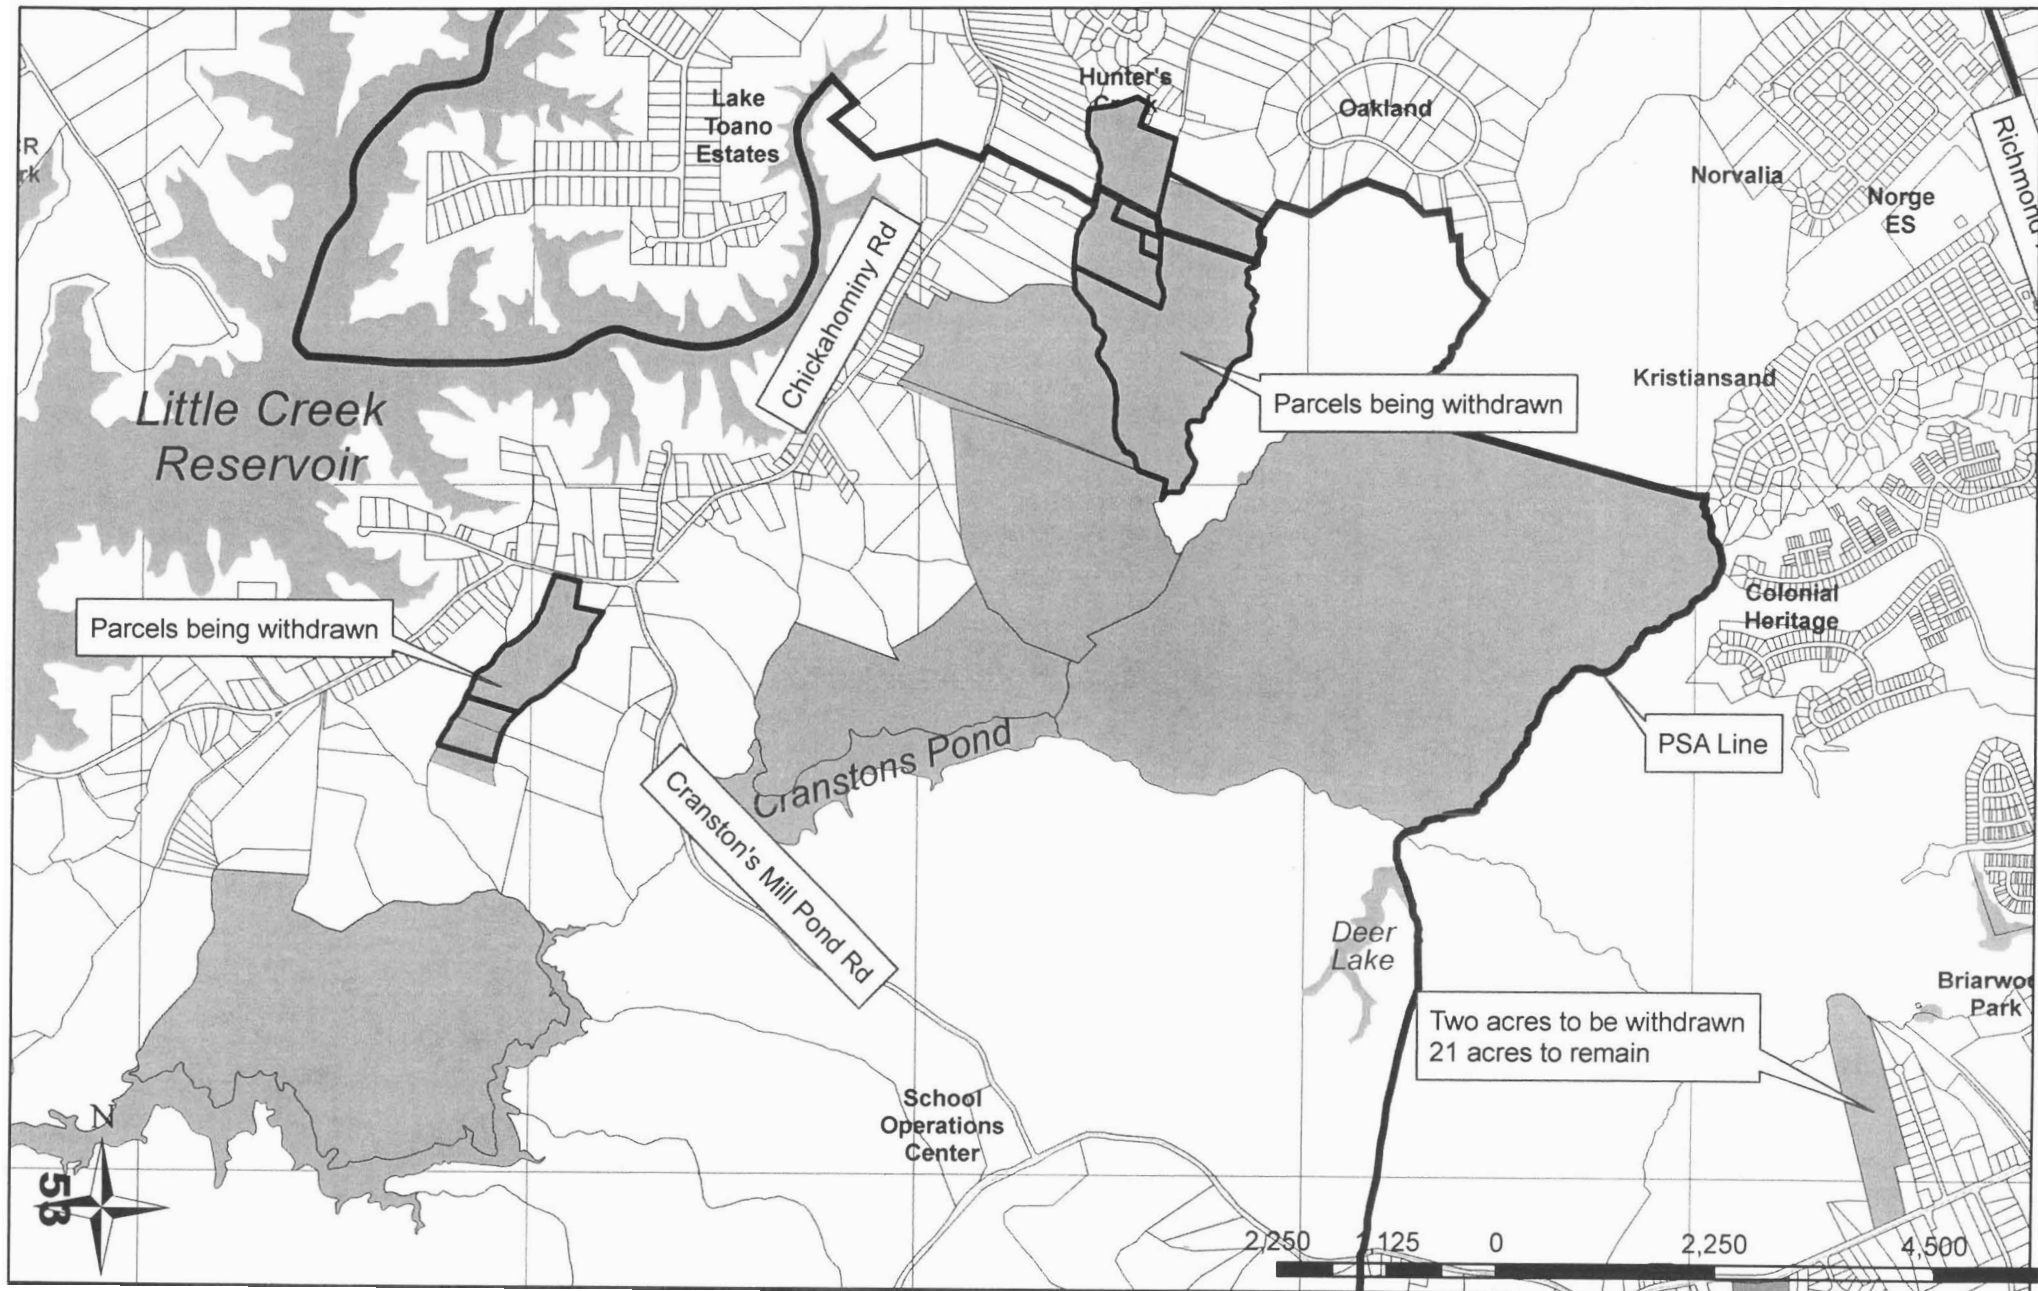 Hunter's
Creek
Oakland
Lake
Toano
Estates
Norvalia
Norge
ES
Richmond
Chickahominy Rd
Kristiansand
Parcels being withdrawn
Little Creek
Reservoir
Colonial
Heritage
Parcels being withdrawn
PSA Line
Cranstons Pond
Cranston's Mill Pond Rd
Deer
Lake
Briarwoo
Park
Two acres to be withdrawn
21 acres to remain
School
Operations
Center
N
53
2,250 1,125 0 2,250 4,500